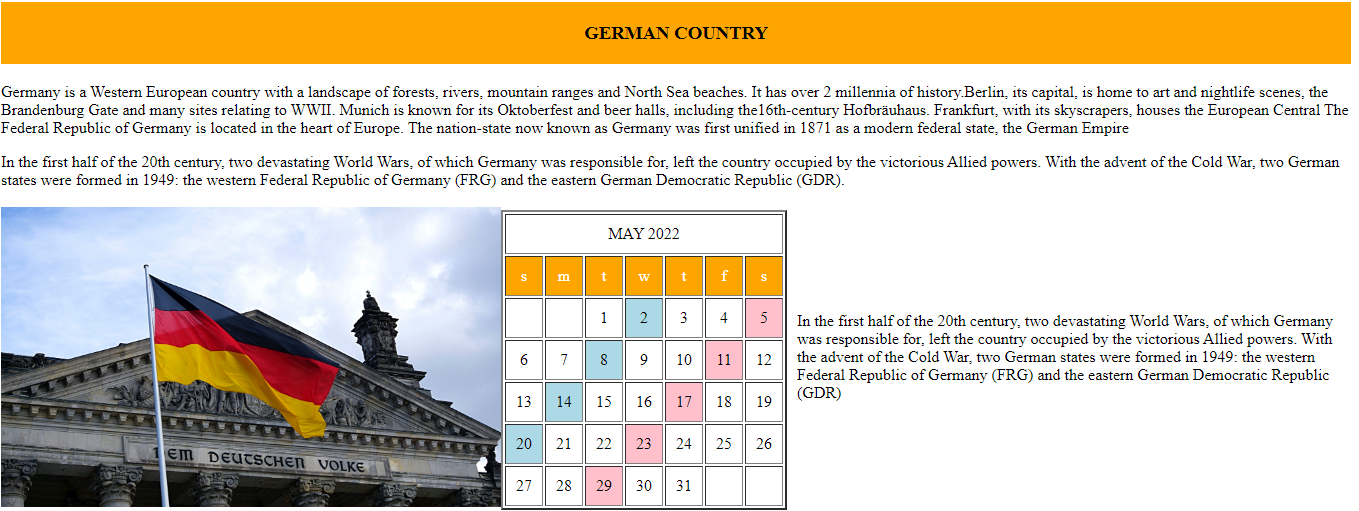 GERMAN COUNTRY
Germany is a Western European country with a landscape of forests, rivers, mountain ranges and North Sea beaches. It has over 2 millennia of history.Berlin, its capital, is home to art and nightlife scenes, the
Brandenburg Gate and many sites relating to WWII. Munich is known for its Oktoberfest and beer halls, including the16th-century Hofbräuhaus. Frankfurt, with its skyscrapers, houses the European Central The
Federal Republic of Germany is located in the heart of Europe. The nation-state now known as Germany was first unified in 1871 as a modern federal state, the German Empire
In the first half of the 20th century, two devastating World Wars, of which Germany was responsible for, left the country occupied by the victorious Allied powers. With the advent of the Cold War, two German
states were formed in 1949: the western Federal Republic of Germany (FRG) and the eastern German Democratic Republic (GDR).
DEM DEUTSCHEN VOLKE
MAY 2022
s m t w t f s
1 2 3 4 5
6 7 8 9 10 11 12
13 14 15 16 17 18 19
20 21 22 23 24 25 26
27 28 29 30 31
In the first half of the 20th century, two devastating World Wars, of which Germany
was responsible for, left the country occupied by the victorious Allied powers. With
the advent of the Cold War, two German states were formed in 1949: the western
Federal Republic of Germany (FRG) and the eastern German Democratic Republic
(GDR)